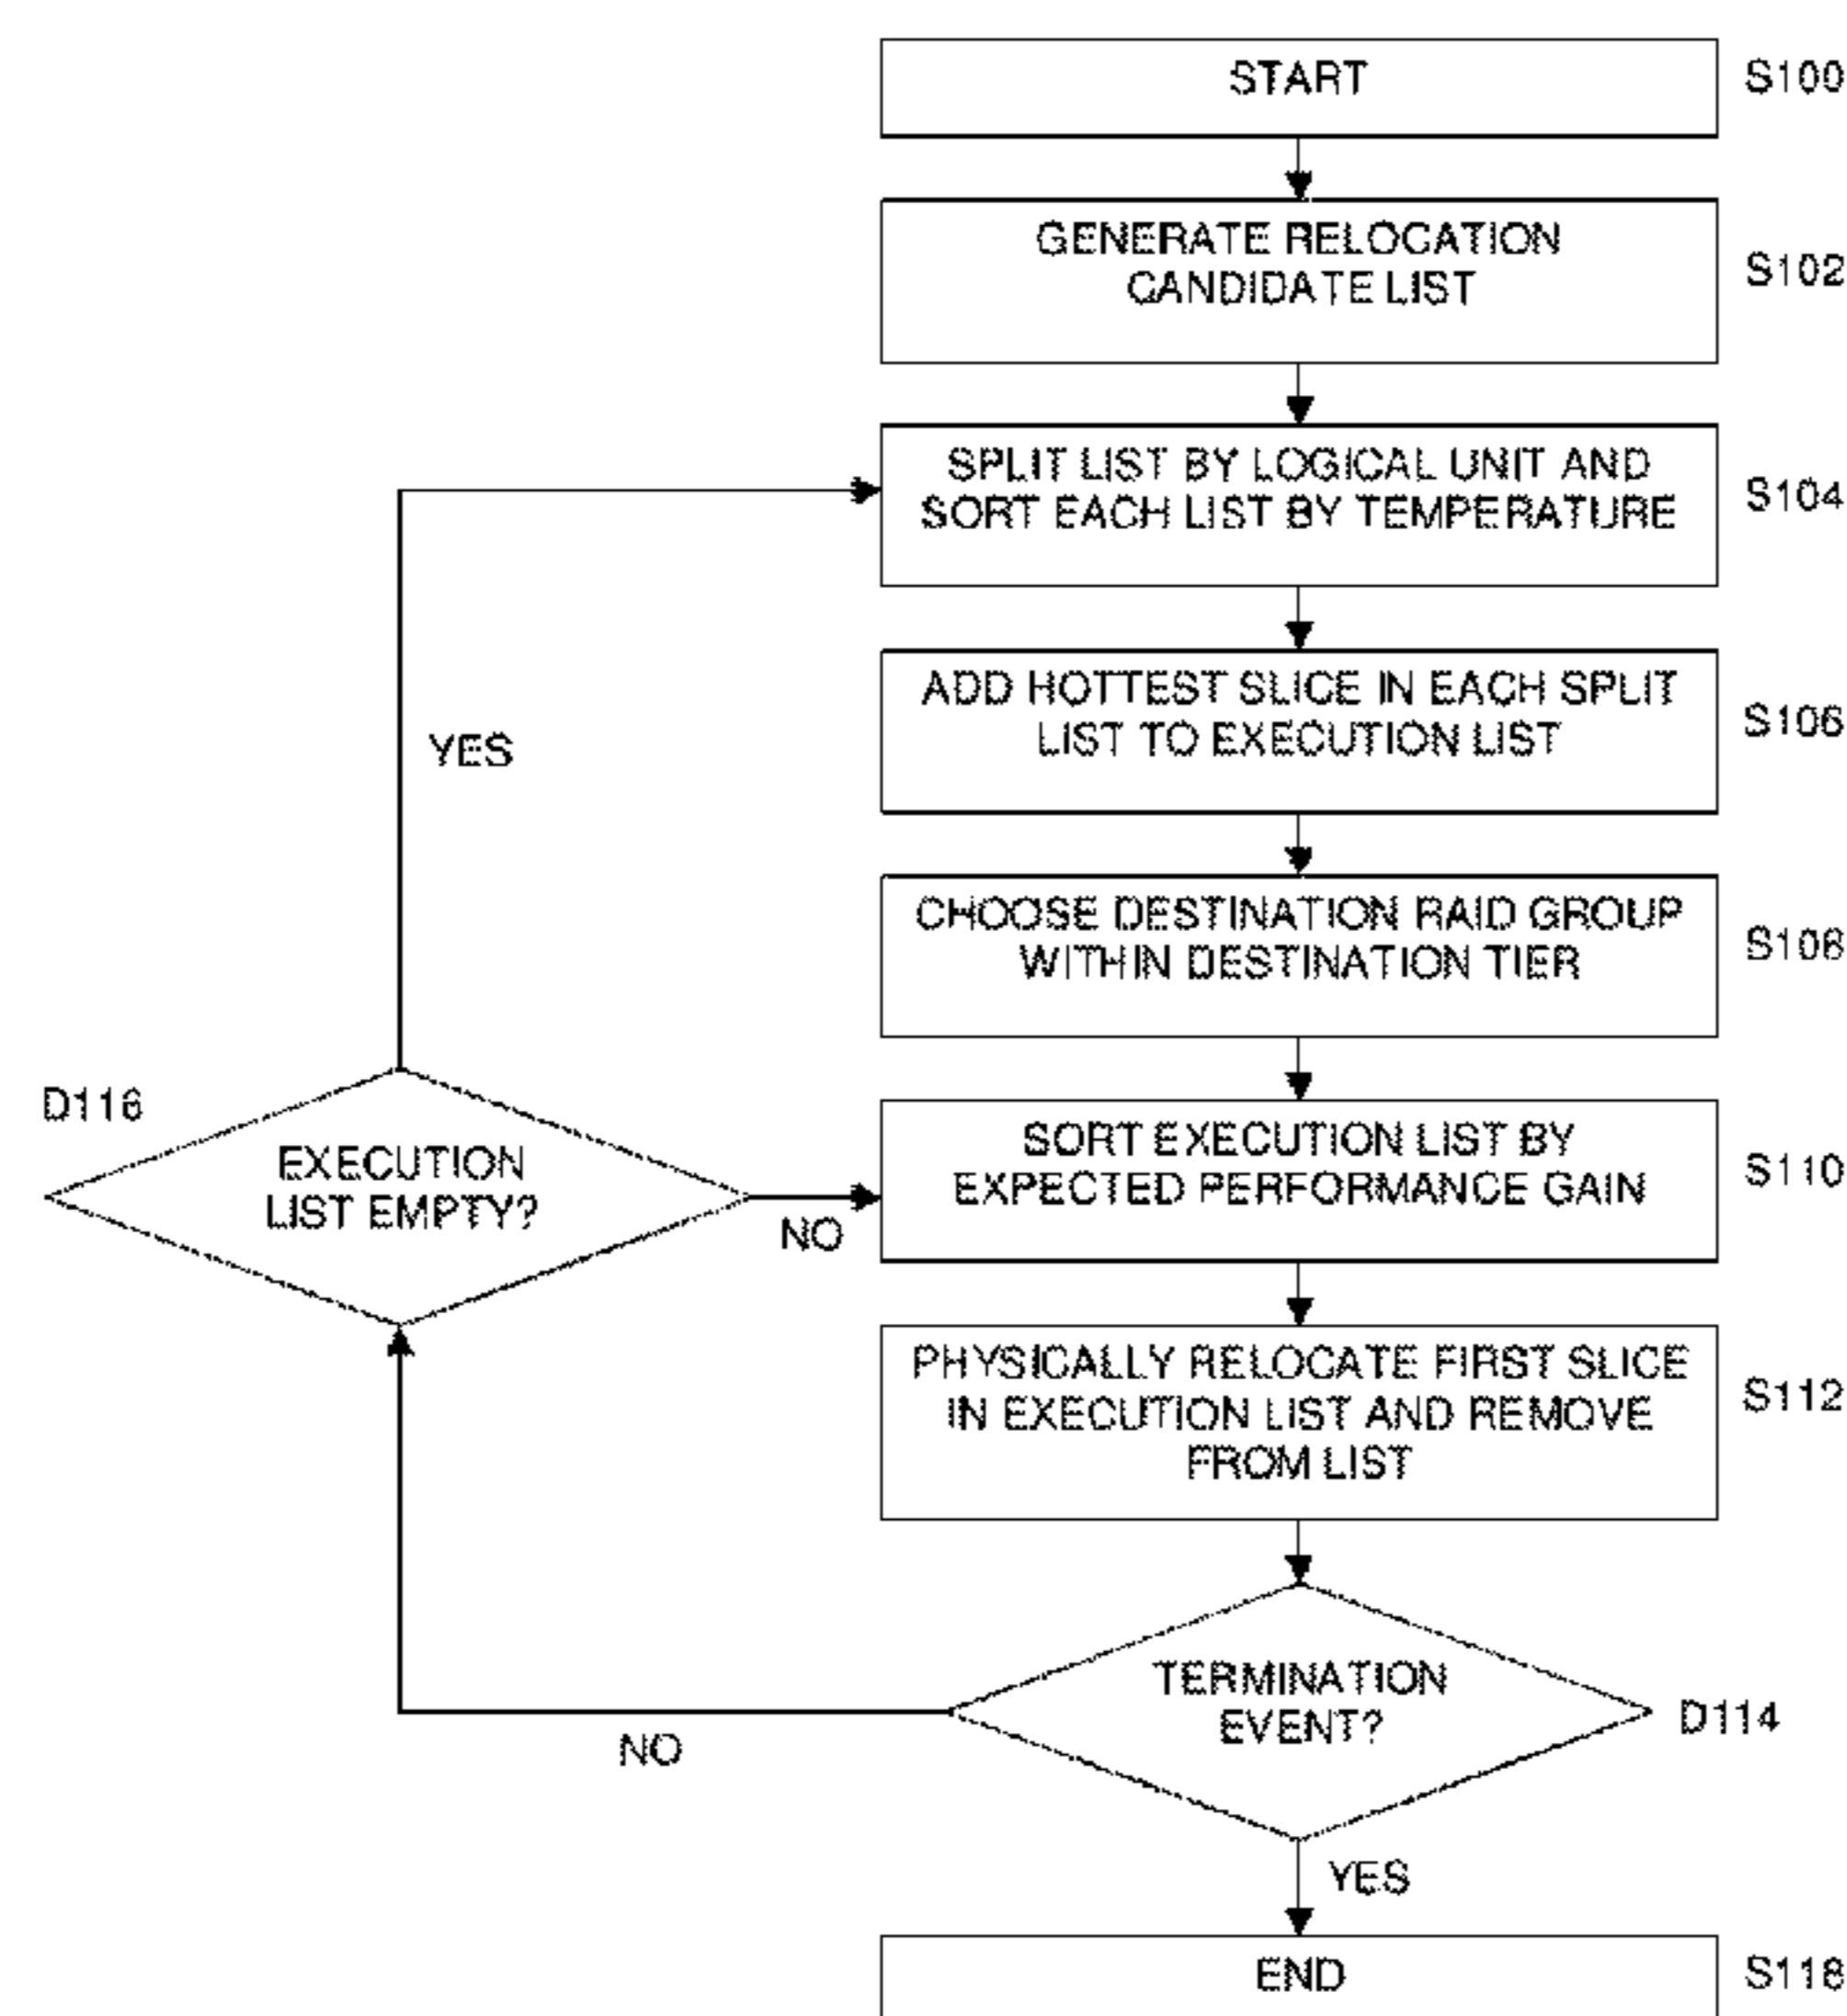 START
S100
GENERATE RELOCATION
CANDIDATE LIST
S102
SPLIT LIST BY LOGICAL UNIT AND
SORT EACH LIST BY TEMPERATURE
S104
ADD HOTTEST SLICE IN EACH SPLIT
LIST TO EXECUTION LIST
S106
YES
CHOOSE DESTINATION RAID GROUP
WITHIN DESTINATION TIER
S108
D116
EXECUTION
LIST EMPTY?
NO
SORT EXECUTION LIST BY
EXPECTED PERFORMANCE GAIN
S110
PHYSICALLY RELOCATE FIRST SLICE
IN EXECUTION LIST AND REMOVE
FROM LIST
S112
TERMINATION
EVENT?
D114
NO
YES
END
S118